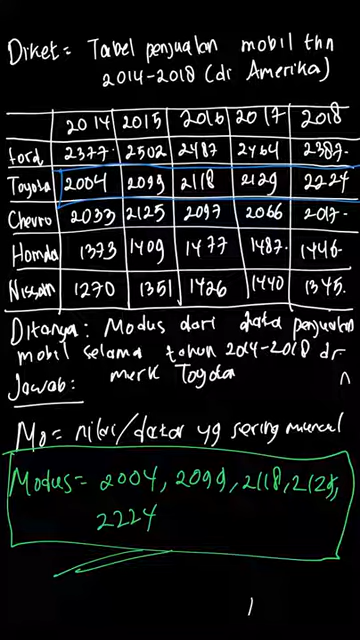 Diket = Tabel penjualan mobil thn
2014-2018 (di Amerika)
2014 2015 2016 2017 2018
Ford 2377 2502 2487 2464 2387
Toyota 2004 2099 2118 2129 2224
Chevro 2033 2125 2097 2066 2017
Homda 1373 1409 1477 1487 1446
Nissan 1270 1351 1426 1440 1345
Ditanya: Modus dari data penjualan
mobil selama tahun 2014-2018 dr
merk Toyota
Jawab:
Mo = nilai/dator yg sering muncul
Modus = 2004, 2099, 2118, 2129,
2224